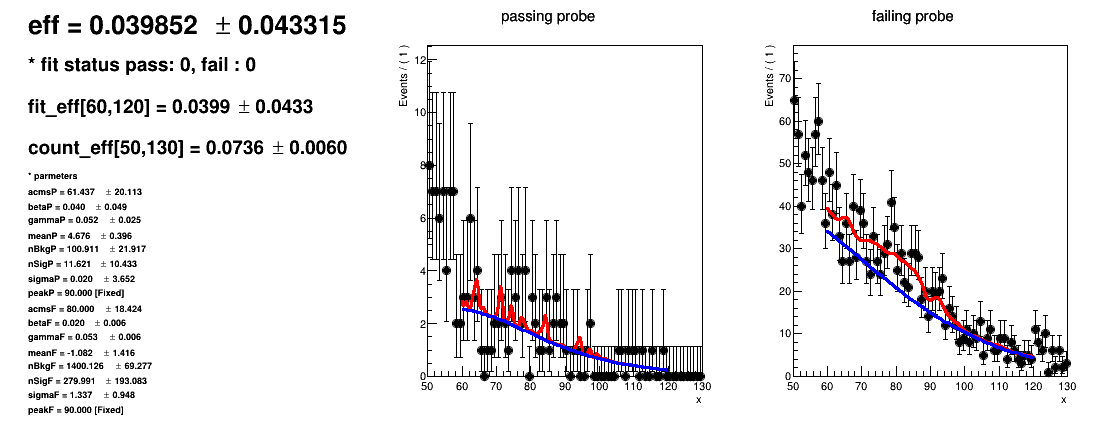 eff = 0.039852 ± 0.043315
* fit status pass: 0, fail : 0
fit_eff[60,120] = 0.0399 ± 0.0433
count_eff[50,130] = 0.0736 ± 0.0060
* parmeters
acmsP = 61.437 ± 20.113
betaP = 0.040 ± 0.049
gammaP = 0.052 ± 0.025
meanP = 4.676 ± 0.396
nBkgP = 100.911 ± 21.917
nSigP = 11.621 ± 10.433
sigmaP = 0.020 ± 3.652
peakP = 90.000 [Fixed]
acmsF = 80.000 ± 18.424
betaF = 0.020 ± 0.006
gammaF = 0.053 ± 0.006
meanF = -1.082 ± 1.416
nBkgF = 1400.126 ± 69.277
nSigF = 279.991 ± 193.083
sigmaF = 1.337 ± 0.948
peakF = 90.000 [Fixed]
passing probe
Events / ( 1 )
12
10
8
6
4
2
0
50 60 70 80 90 100 110 120 130
x
failing probe
Events / ( 1 )
70
60
50
40
30
20
10
0
50 60 70 80 90 100 110 120 130
x